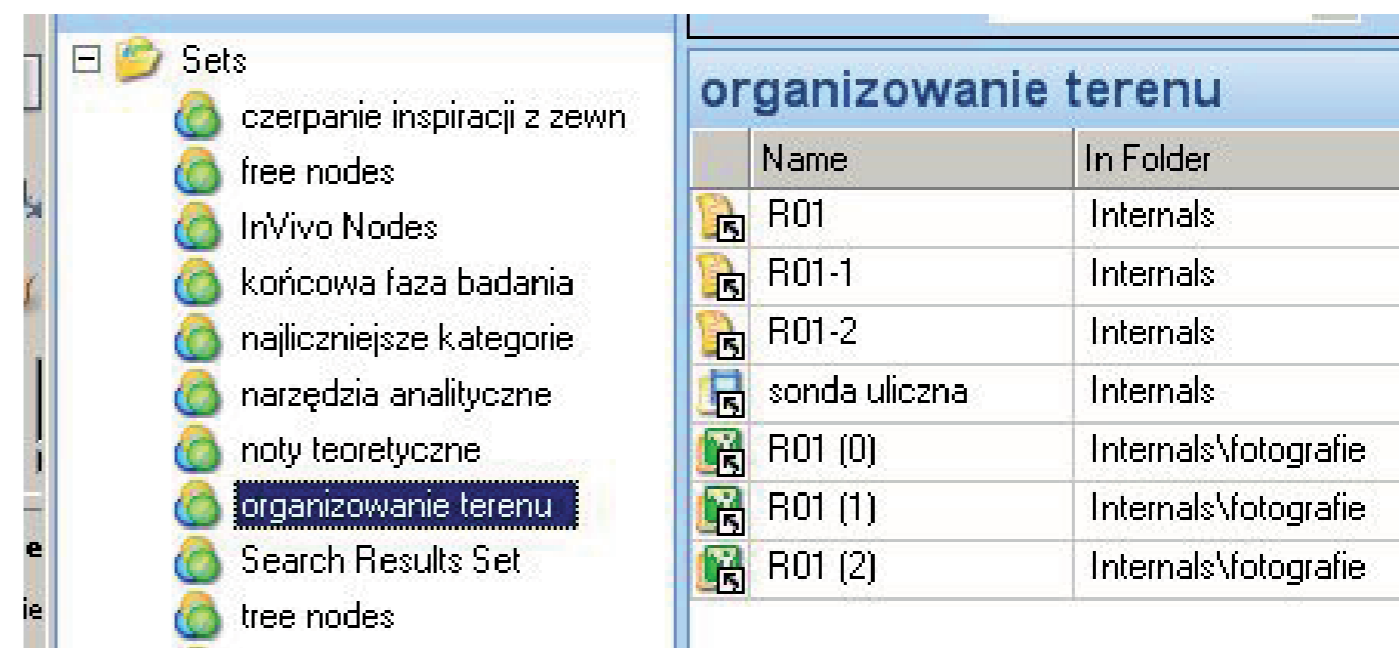 Sets
czerpanie inspiracji z zewn
free nodes
InVivo Nodes
końcowa faza badania
najliczniejsze kategorie
narzędzia analityczne
noty teoretyczne
organizowanie terenu
Search Results Set
tree nodes
e
ie
organizowanie terenu
Name In Folder
R01 Internals
R01-1 Internals
R01-2 Internals
sonda uliczna Internals
R01 (0) Internals\fotografie
R01 (1) Internals\fotografie
R01 (2) Internals\fotografie